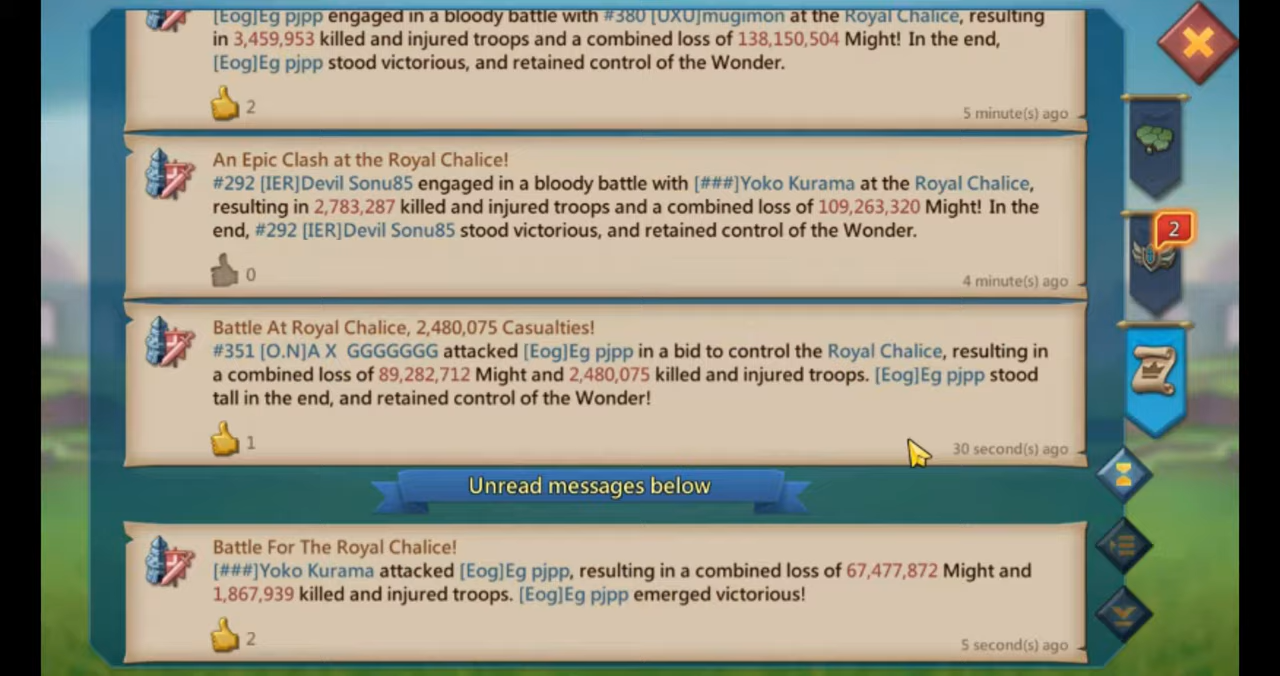 [Eog]Eg pjpp engaged in a bloody battle with #380 [UXU]mugimon at the Royal Chalice, resulting
in 3,459,953 killed and injured troops and a combined loss of 138,150,504 Might! In the end,
[Eog]Eg pjpp stood victorious, and retained control of the Wonder.
2
5 minute(s) ago
An Epic Clash at the Royal Chalice!
#292 [IER]Devil Sonu85 engaged in a bloody battle with [###]Yoko Kurama at the Royal Chalice,
resulting in 2,783,287 killed and injured troops and a combined loss of 109,263,320 Might! In the
end, #292 [IER]Devil Sonu85 stood victorious, and retained control of the Wonder.
0
4 minute(s) ago
2
Battle At Royal Chalice, 2,480,075 Casualties!
#351 [O.N]A X  GGGGGGG attacked [Eog]Eg pjpp in a bid to control the Royal Chalice, resulting in
a combined loss of 89,282,712 Might and 2,480,075 killed and injured troops. [Eog]Eg pjpp stood
tall in the end, and retained control of the Wonder!
1
30 second(s) ago
Unread messages below
Battle For The Royal Chalice!
[###]Yoko Kurama attacked [Eog]Eg pjpp, resulting in a combined loss of 67,477,872 Might and
1,867,939 killed and injured troops. [Eog]Eg pjpp emerged victorious!
2
5 second(s) ago